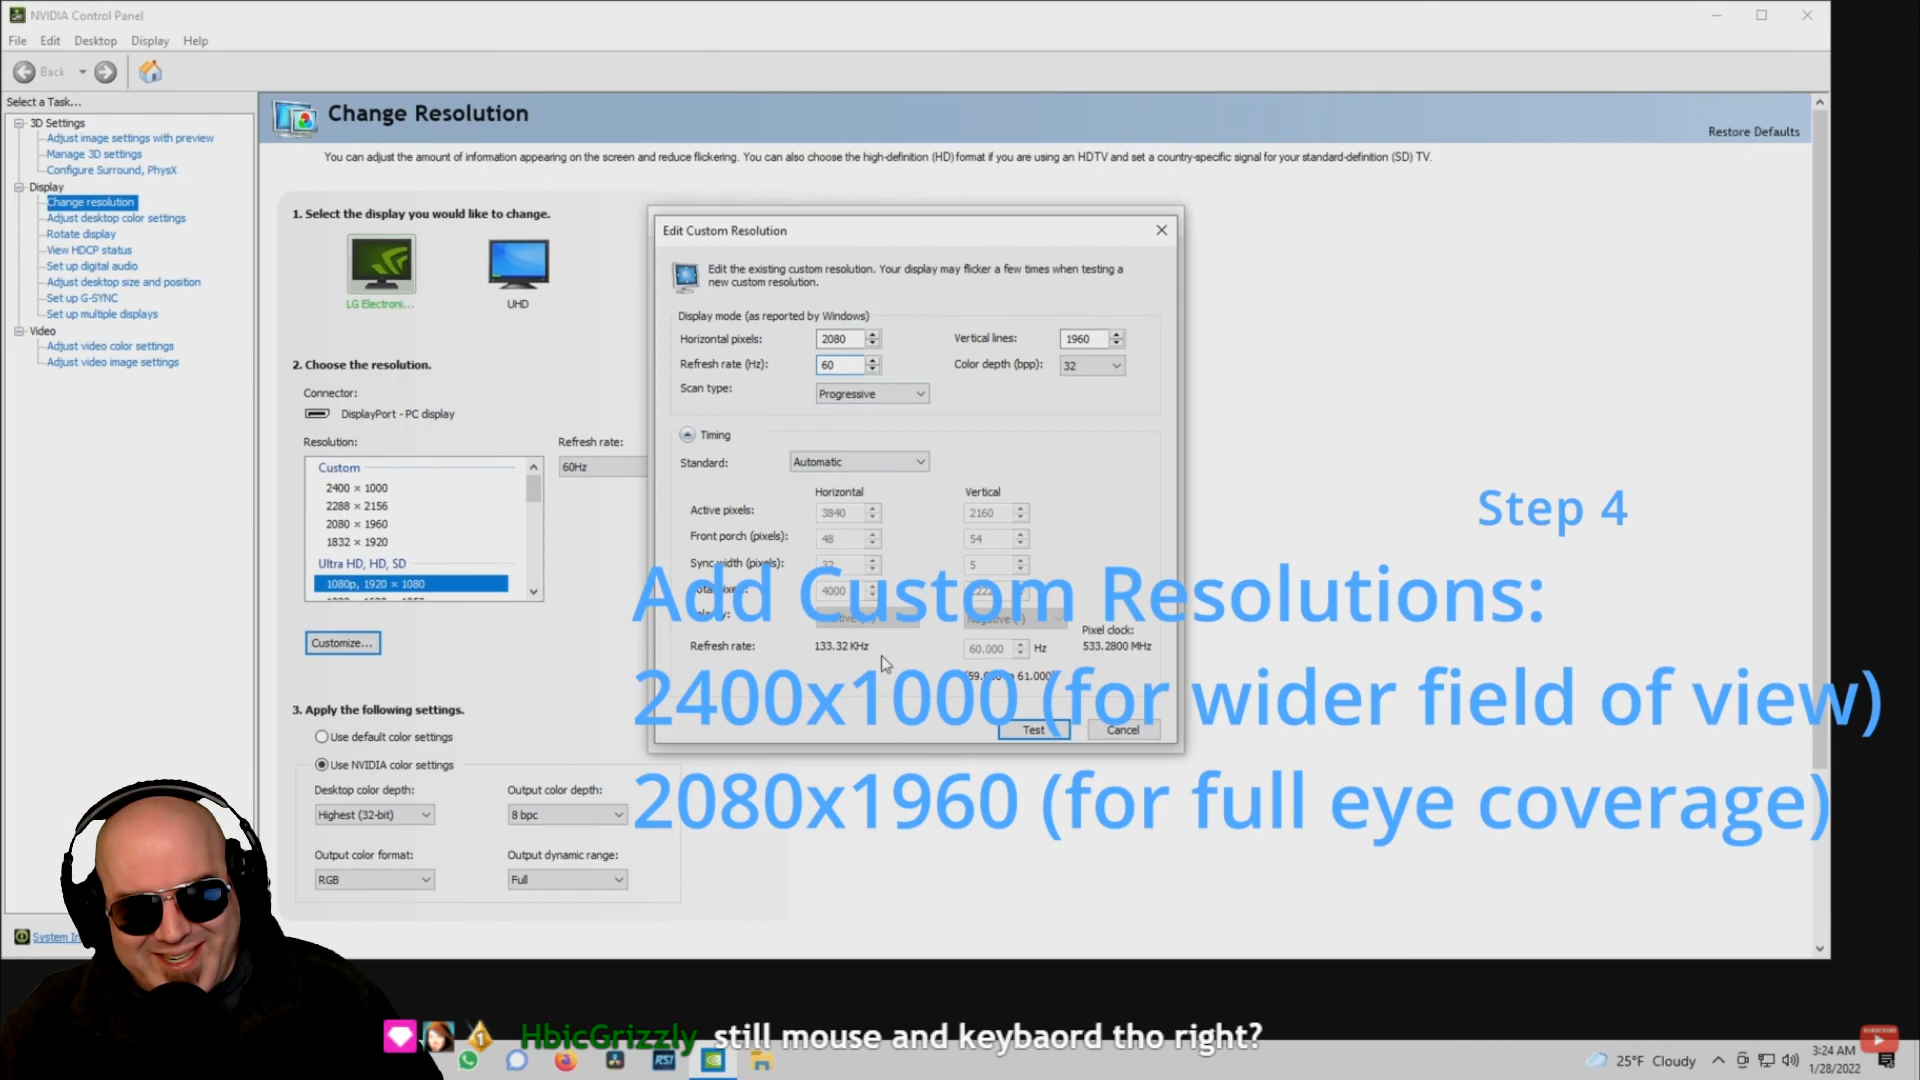 NVIDIA Control Panel
File Edit Desktop Display Help
Back
Select a Task...
3D Settings
Adjust image settings with preview
Manage 3D settings
Configure Surround, PhysX
Display
Change resolution
Adjust desktop color settings
Rotate display
View HDCP status
Set up digital audio
Adjust desktop size and position
Set up G-SYNC
Set up multiple displays
Video
Adjust video color settings
Adjust video image settings
System In
Change Resolution
Restore Defaults
You can adjust the amount of information appearing on the screen and reduce flickering. You can also choose the high-definition (HD) format if you are using an HDTV and set a country-specific signal for your standard-definition (SD) TV.
1. Select the display you would like to change.
LG Electroni... UHD
2. Choose the resolution.
Connector:
DisplayPort - PC display
Resolution: Refresh rate:
60Hz
Custom
2400 × 1000
2288 × 2156
2080 × 1960
1832 × 1920
Ultra HD, HD, SD
1080p, 1920 × 1080
Customize...
3. Apply the following settings.
Use default color settings
Use NVIDIA color settings
Desktop color depth: Output color depth:
Highest (32-bit) 8 bpc
Output color format: Output dynamic range:
RGB Full
Edit Custom Resolution
Edit the existing custom resolution. Your display may flicker a few times when testing a
new custom resolution.
Display mode (as reported by Windows)
Horizontal pixels: 2080 Vertical lines: 1960
Refresh rate (Hz): 60 Color depth (bpp): 32
Scan type: Progressive
Timing
Standard: Automatic
Horizontal Vertical
Active pixels: 3840 2160
Front porch (pixels): 48 54
Sync width (pixels): 32 5
4000
Pixel clock:
Refresh rate: 133.32 KHz 60.000 Hz 533.2800 MHz
Test Cancel
Step 4
Add Custom Resolutions:
2400x1000 (for wider field of view)
2080x1960 (for full eye coverage)
HbicGrizzly still mouse and keybaord tho right?
RSI
25°F Cloudy
3:24 AM
1/28/2022
SUBSCRIBE